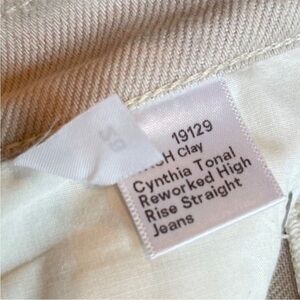 19129
Clay
Cynthia Tonal
Reworked High
Rise Straight
Jeans